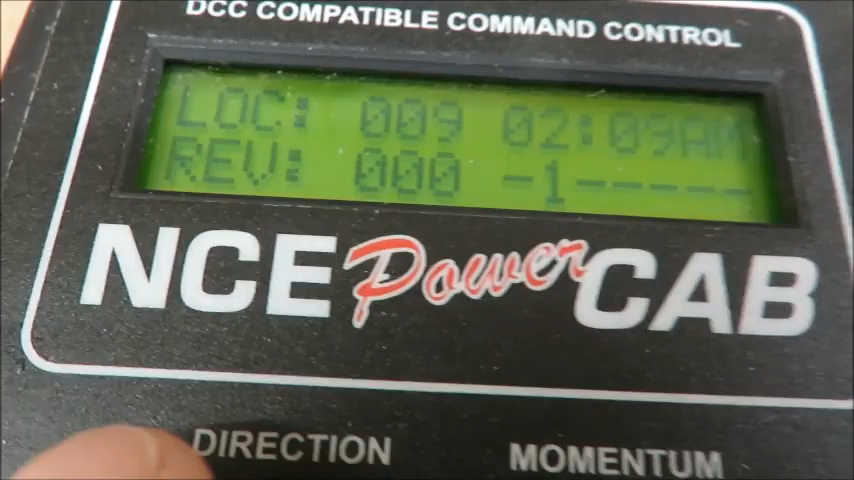 DCC COMPATIBLE COMMAND CONTROL
LOC: 009 02:09AM
REV: 000 -1-----
NCE Power CAB
DIRECTION MOMENTUM